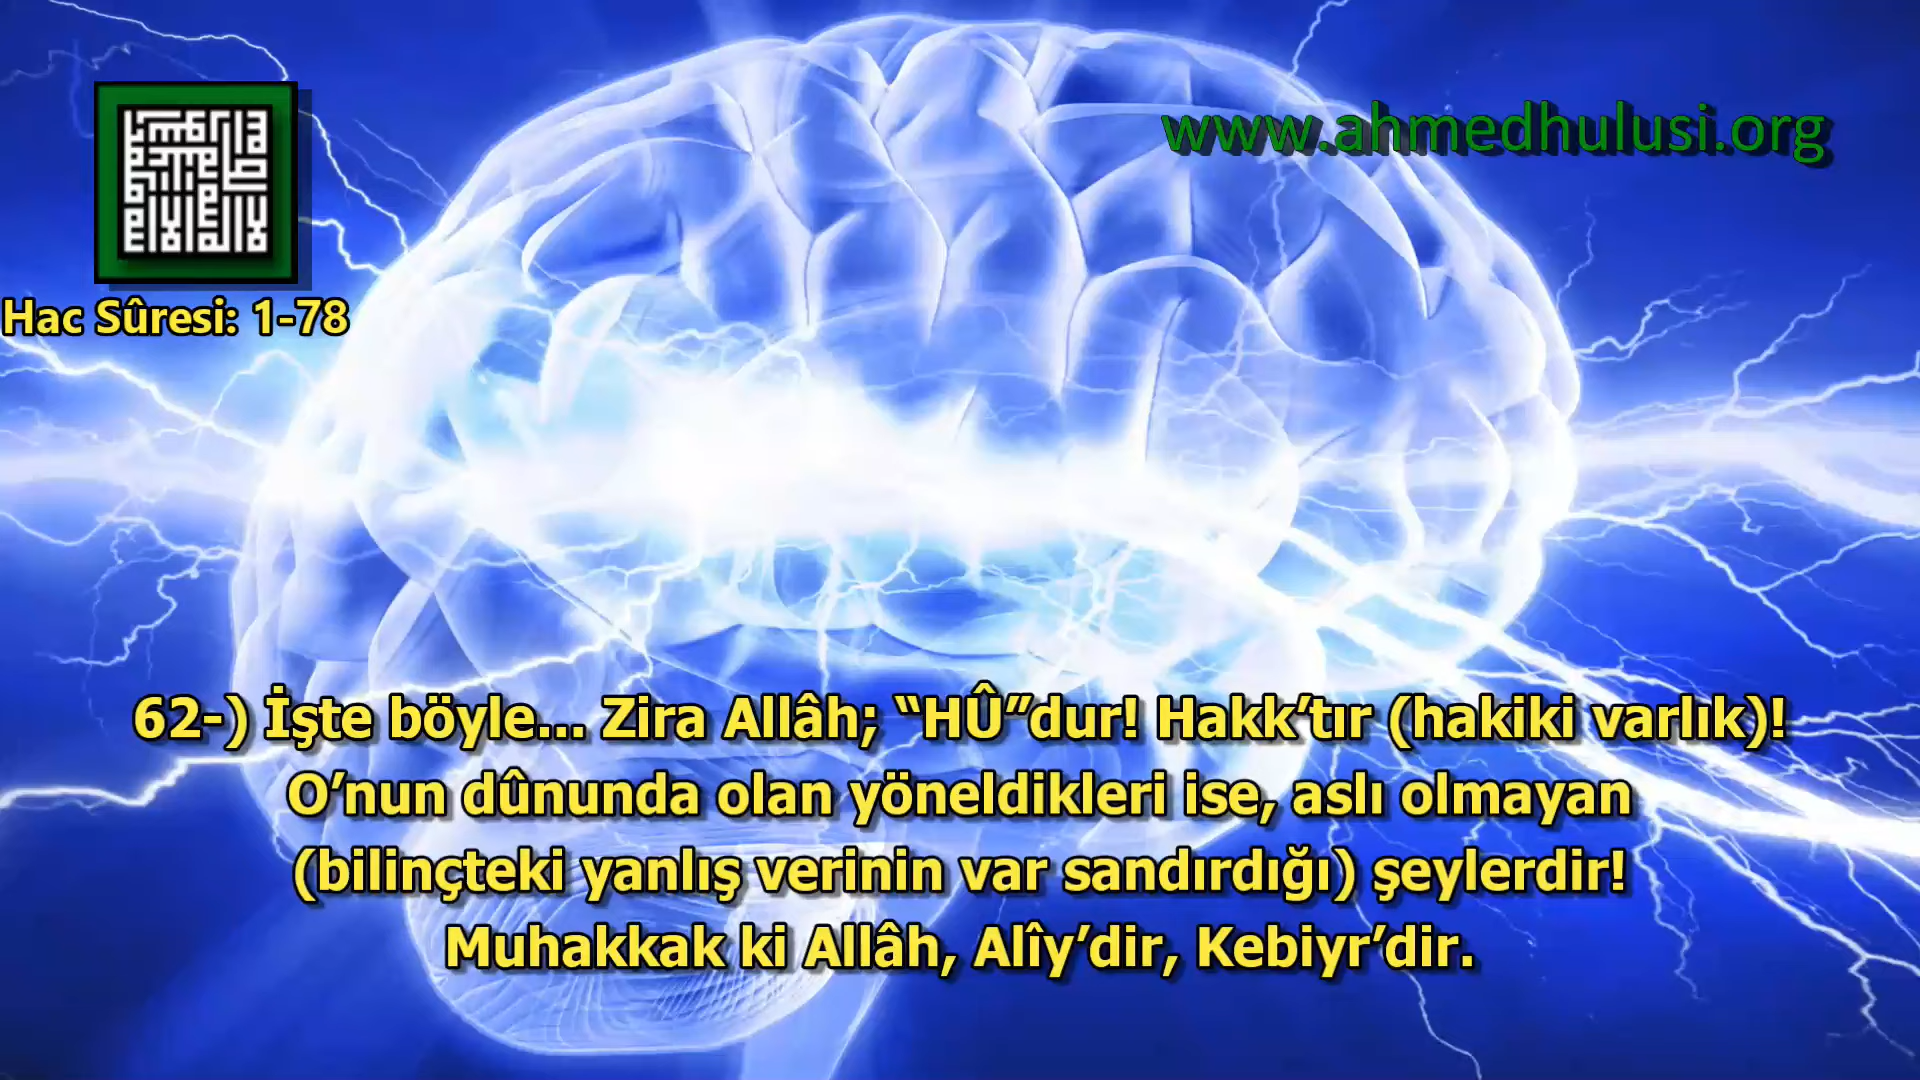 www.ahmedhulusi.org
Hac Sûresi: 1-78
62-) İşte böyle... Zira Allâh; “HÛ”dur! Hakk’tır (hakiki varlık)!
O’nun dûnunda olan yöneldikleri ise, aslı olmayan
(bilinçteki yanlış verinin var sandırdığı) şeylerdir!
Muhakkak ki Allâh, Alîy’dir, Kebiyr’dir.